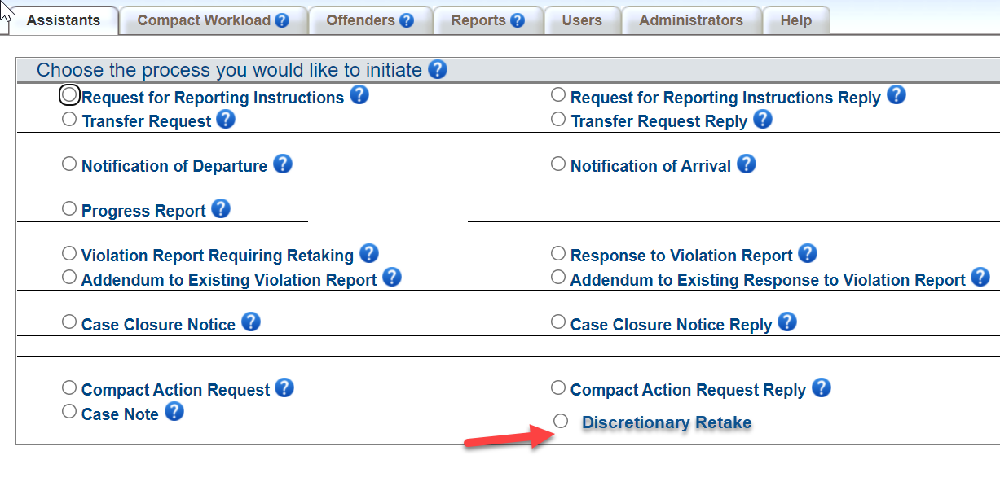 Assistants Compact Workload ? Offenders ? Reports ? Users Administrators Help
Choose the process you would like to initiate ?
Request for Reporting Instructions ? Request for Reporting Instructions Reply ?
Transfer Request ? Transfer Request Reply ?
Notification of Departure ? Notification of Arrival ?
Progress Report ?
Violation Report Requiring Retaking ? Response to Violation Report ?
Addendum to Existing Violation Report ? Addendum to Existing Response to Violation Report ?
Case Closure Notice ? Case Closure Notice Reply ?
Compact Action Request ? Compact Action Request Reply ?
Case Note ?
Discretionary Retake